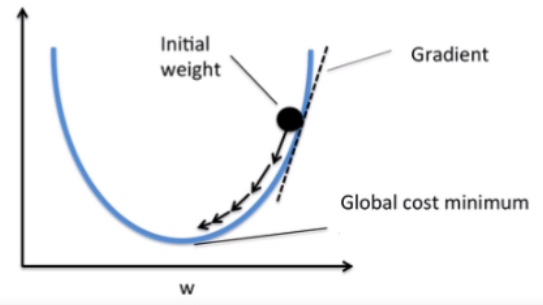 Initial
weight
Gradient
Global cost minimum
w